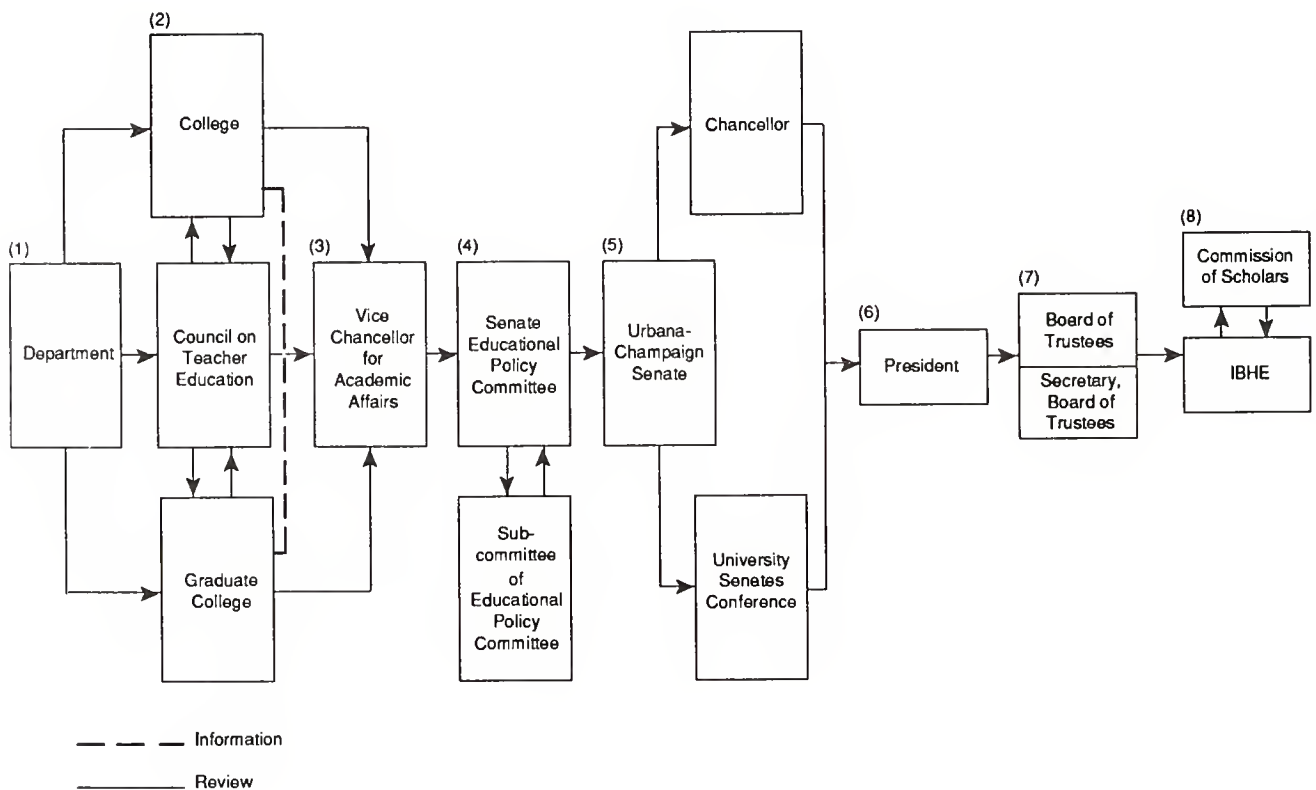 (1)
Department
(2)
College
Council on
Teacher
Education
Graduate
College
(3)
Vice
Chancellor
for
Academic
Affairs
(4)
Senate
Educational
Policy
Committee
Sub-
committee
of
Educational
Policy
Committee
(5)
Urbana-
Champaign
Senate
Chancellor
University
Senetes
Conference
(6)
President
(7)
Board of
Trustees
Secretary,
Board of
Trustees
(8)
Commission
of Scholars
IBHE
Information
Review